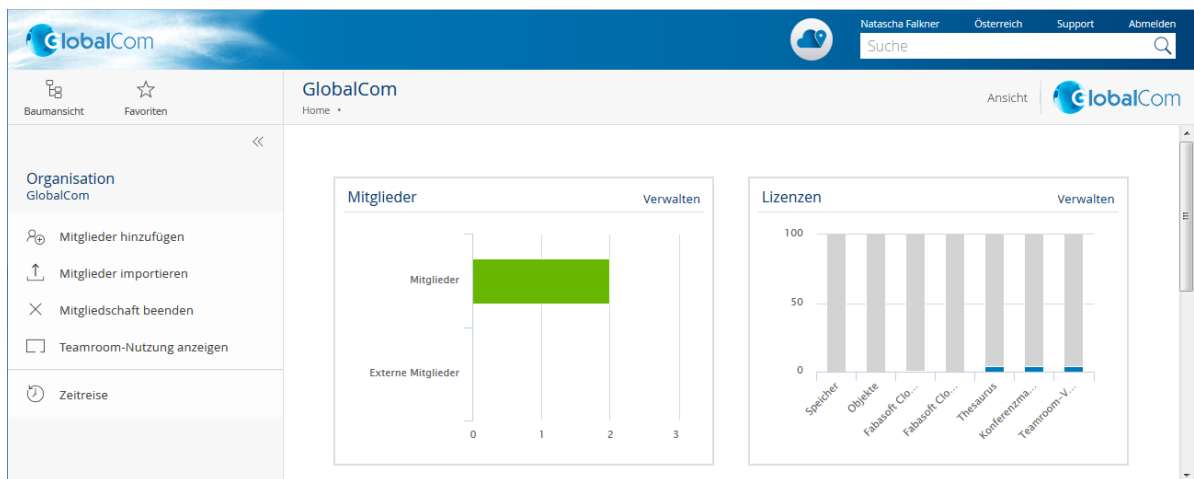 GlobalCom
Natascha Falkner Österreich Support Abmelden
Suche
Baumansicht Favoriten
GlobalCom
Home •
Ansicht
GlobalCom
Organisation
GlobalCom
Mitglieder hinzufügen
Mitglieder importieren
Mitgliedschaft beenden
Teamroom-Nutzung anzeigen
Zeitreise
Mitglieder Verwalten
Mitglieder
Externe Mitglieder
0 1 2 3
Lizenzen Verwalten
100
50
0
Speicher
Objekte
Fabasoft Clo...
Fabasoft Clo...
Thesaurus
Konferenzma...
Teamroom-V...